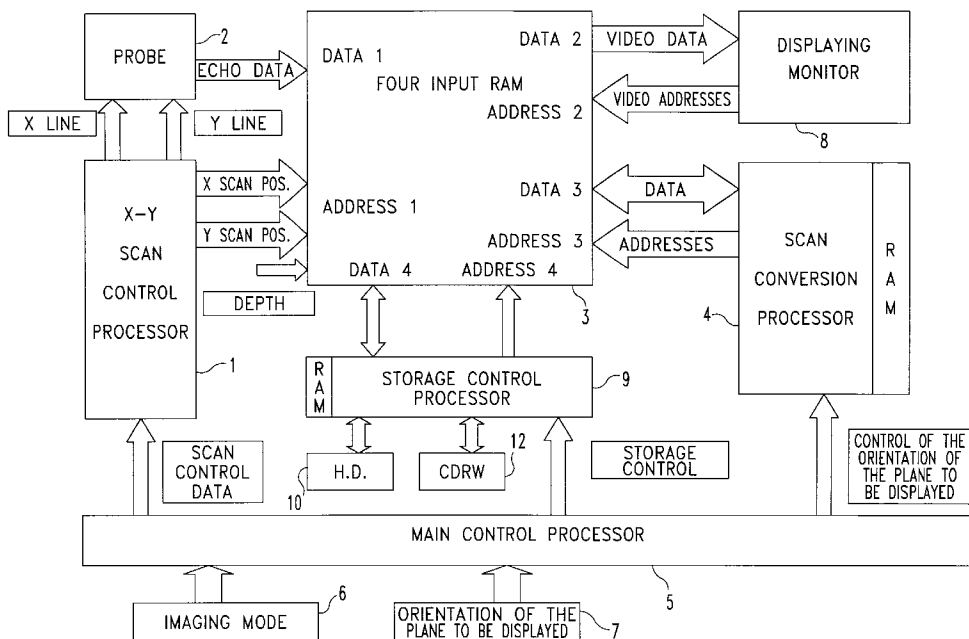 PROBE
2
ECHO DATA
X LINE
Y LINE
X-Y
SCAN
CONTROL
PROCESSOR
1
X SCAN POS.
Y SCAN POS.
DEPTH
DATA 1
DATA 2
FOUR INPUT RAM
ADDRESS 2
DATA 3
ADDRESS 1
ADDRESS 3
DATA 4
ADDRESS 4
3
VIDEO DATA
VIDEO ADDRESSES
DISPLAYING
MONITOR
8
DATA
ADDRESSES
SCAN
CONVERSION
PROCESSOR
RAM
4
RAM
STORAGE CONTROL
PROCESSOR
9
H.D.
10
CDRW
12
SCAN
CONTROL
DATA
STORAGE
CONTROL
CONTROL OF THE
ORIENTATION OF
THE PLANE TO
BE DISPLAYED
MAIN CONTROL PROCESSOR
5
IMAGING MODE
6
ORIENTATION OF THE
PLANE TO BE DISPLAYED
7